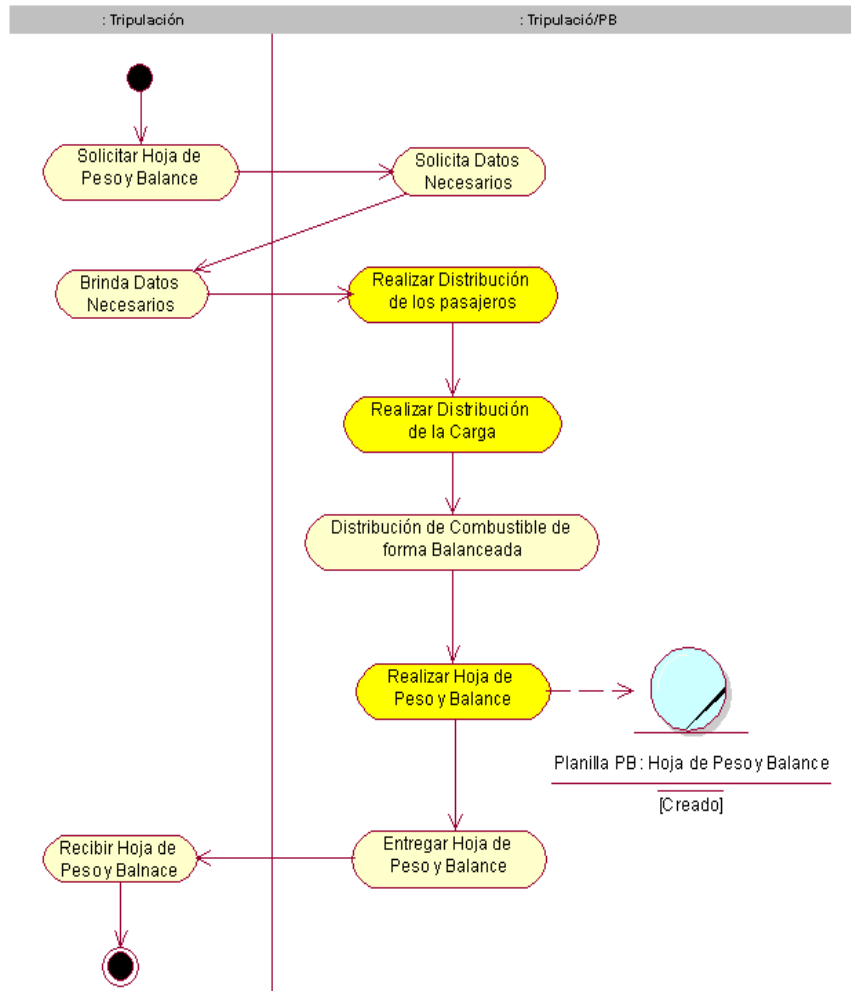 : Tripulación
: Tripulació/PB
Solicitar Hoja de
Peso y Balance
Solicita Datos
Necesarios
Brinda Datos
Necesarios
Realizar Distribución
de los pasajeros
Realizar Distribución
de la Carga
Distribución de Combustible de
forma Balanceada
Realizar Hoja de
Peso y Balance
Planilla PB : Hoja de Peso y Balance
[Creado]
Entregar Hoja de
Peso y Balance
Recibir Hoja de
Peso y Balnace